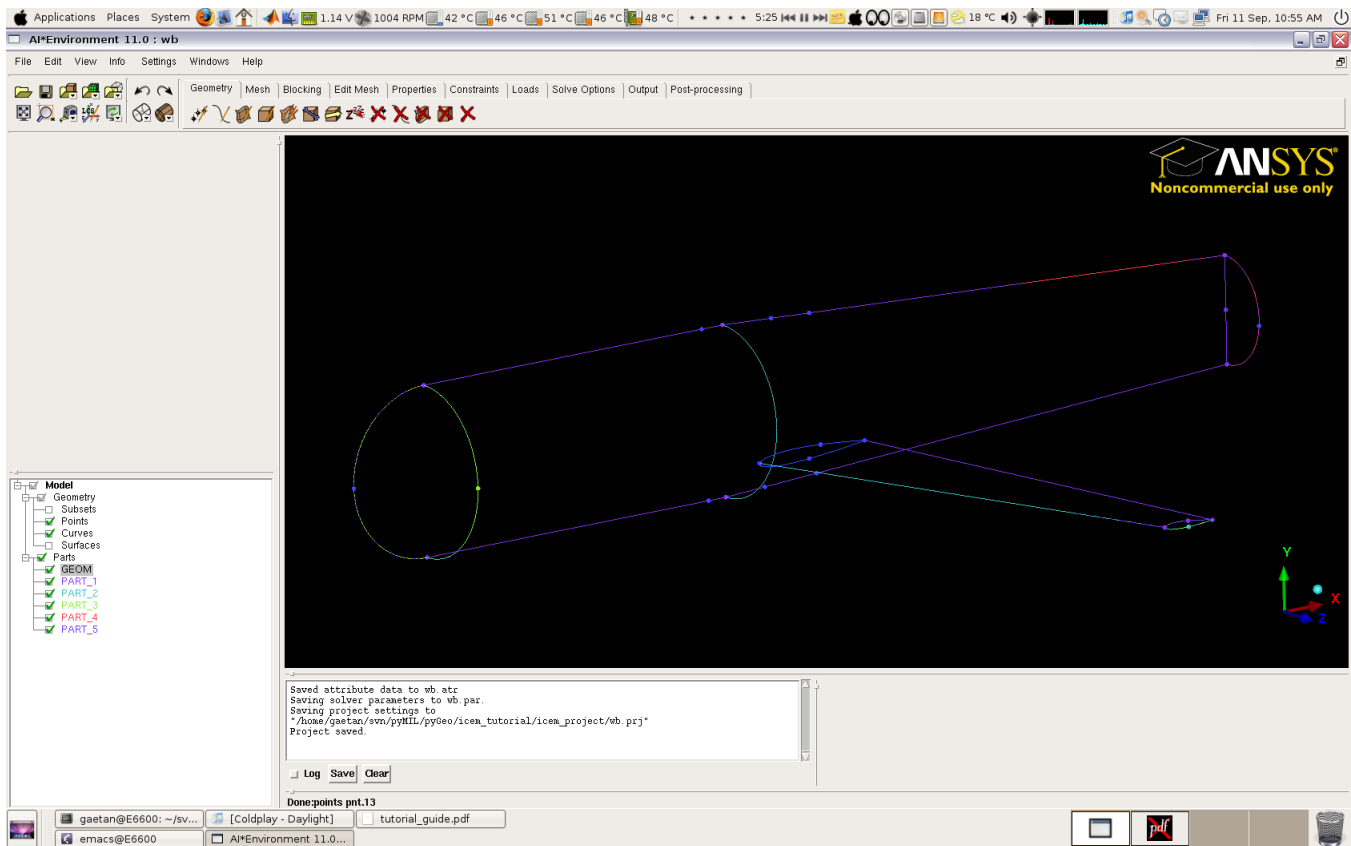 Applications Places System 1.14 V 1004 RPM 42 °C 46 °C 51 °C 46 °C 48 °C 5:25 18 °C Fri 11 Sep, 10:55 AM
AI*Environment 11.0 : wb
File Edit View Info Settings Windows Help
Geometry Mesh Blocking Edit Mesh Properties Constraints Loads Solve Options Output Post-processing
ANSYS
Noncommercial use only
Model
Geometry
Subsets
Points
Curves
Surfaces
Parts
GEOM
PART_1
PART_2
PART_3
PART_4
PART_5
Y
X
Z
Saved attribute data to wb.atr
Saving solver parameters to wb.par.
Saving project settings to
"/home/gaetan/svn/pyMIL/pyGeo/icem_tutorial/icem_project/wb.prj"
Project saved.
Log Save Clear
Done:points pnt.13
gaetan@E6600: ~/sv... [Coldplay - Daylight] tutorial_guide.pdf
emacs@E6600 AI*Environment 11.0...
pdf